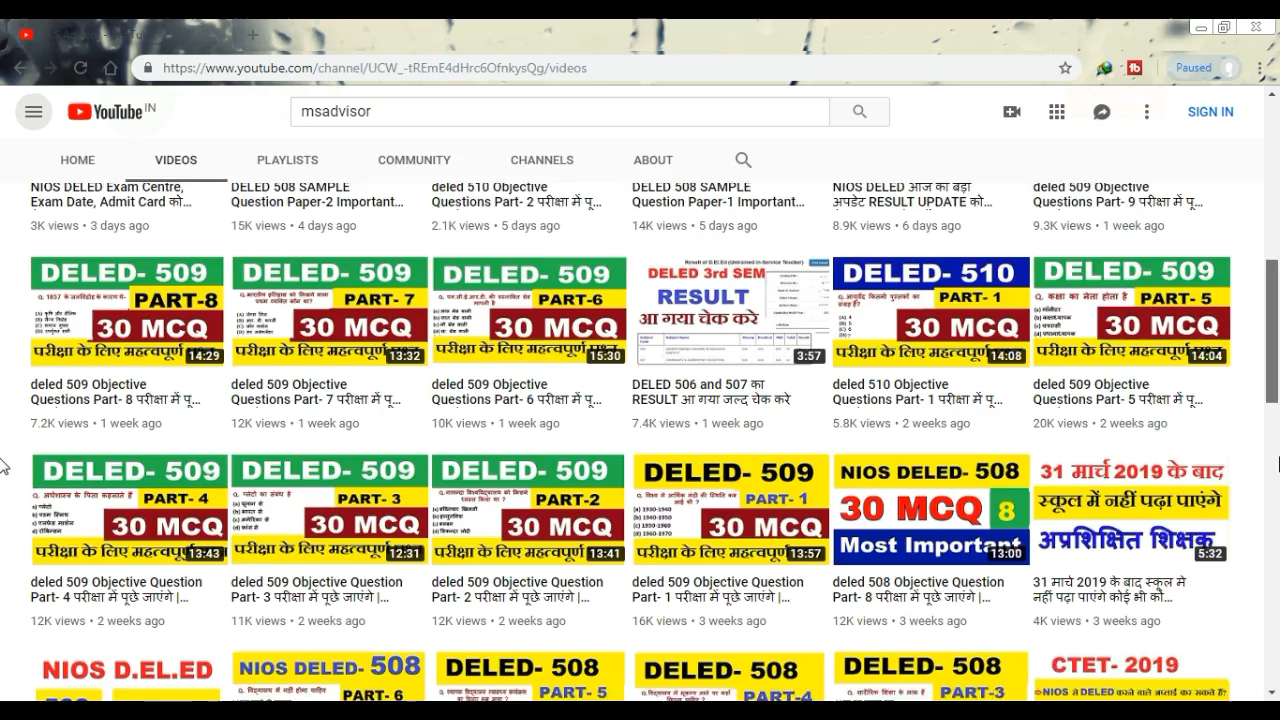 https://www.youtube.com/channel/UCW_-tREmE4dHrc6OfnkysQg/videos
Paused
YouTube IN
msadvisor
SIGN IN
HOME VIDEOS PLAYLISTS COMMUNITY CHANNELS ABOUT
NIOS DELED Exam Centre, Exam Date, Admit Card को...
3K views • 3 days ago
DELED 508 SAMPLE Question Paper-2 Important...
15K views • 4 days ago
deled 510 Objective Questions Part- 2 परीक्षा में पू...
2.1K views • 5 days ago
DELED 508 SAMPLE Question Paper-1 Important...
14K views • 5 days ago
NIOS DELED आज का बड़ा अपडेट RESULT UPDATE को...
8.9K views • 6 days ago
deled 509 Objective Questions Part- 9 परीक्षा में पू...
9.3K views • 1 week ago
DELED- 509
PART-8
30 MCQ
परीक्षा के लिए महत्वपूर्ण
14:29
deled 509 Objective
Questions Part- 8 परीक्षा में पू...
7.2K views • 1 week ago
DELED- 509
PART- 7
30 MCQ
परीक्षा के लिए महत्वपूर्ण
13:32
deled 509 Objective
Questions Part- 7 परीक्षा में पू...
12K views • 1 week ago
DELED- 509
PART-6
30 MCQ
परीक्षा के लिए महत्वपूर्ण
15:30
deled 509 Objective
Questions Part- 6 परीक्षा में पू...
10K views • 1 week ago
DELED 3rd SEM
RESULT
आ गया चेक करे
3:57
DELED 506 and 507 का
RESULT आ गया जल्द चेक करे
7.4K views • 1 week ago
DELED- 510
PART- 1
30 MCQ
परीक्षा के लिए महत्वपूर्ण
14:08
deled 510 Objective
Questions Part- 1 परीक्षा में पू...
5.8K views • 2 weeks ago
DELED- 509
Q. कक्षा का नेता होता है
PART- 5
30 MCQ
परीक्षा के लिए महत्वपूर्ण
14:04
deled 509 Objective
Questions Part- 5 परीक्षा में पू...
20K views • 2 weeks ago
DELED- 509
PART- 4
30 MCQ
परीक्षा के लिए महत्वपूर्ण
13:43
deled 509 Objective Question
Part- 4 परीक्षा में पूछे जाएंगे |...
12K views • 2 weeks ago
DELED- 509
PART- 3
30 MCQ
परीक्षा के लिए महत्वपूर्ण
12:31
deled 509 Objective Question
Part- 3 परीक्षा में पूछे जाएंगे |...
11K views • 2 weeks ago
DELED- 509
PART-2
30 MCQ
परीक्षा के लिए महत्वपूर्ण
13:41
deled 509 Objective Question
Part- 2 परीक्षा में पूछे जाएंगे |...
12K views • 2 weeks ago
DELED- 509
PART- 1
30 MCQ
परीक्षा के लिए महत्वपूर्ण
13:57
deled 509 Objective Question
Part- 1 परीक्षा में पूछे जाएंगे |...
16K views • 3 weeks ago
NIOS DELED- 508
30 MCQ 8
Most Important
13:00
deled 508 Objective Question
Part- 8 परीक्षा में पूछे जाएंगे |...
12K views • 3 weeks ago
31 मार्च 2019 के बाद
स्कूल में नहीं पढ़ा पाएंगे
अप्रशिक्षित शिक्षक
5:32
31 मार्च 2019 के बाद स्कूल मे
नहीं पढ़ा पाएंगे कोई भी को...
4K views • 3 weeks ago
NIOS D.EL.ED
NIOS DELED- 508
PART- 6
DELED- 508
PART- 5
DELED- 508
PART-4
DELED- 508
PART-3
CTET- 2019
NIOS से DELED करने वाले अप्लाई कर सकते हैं?